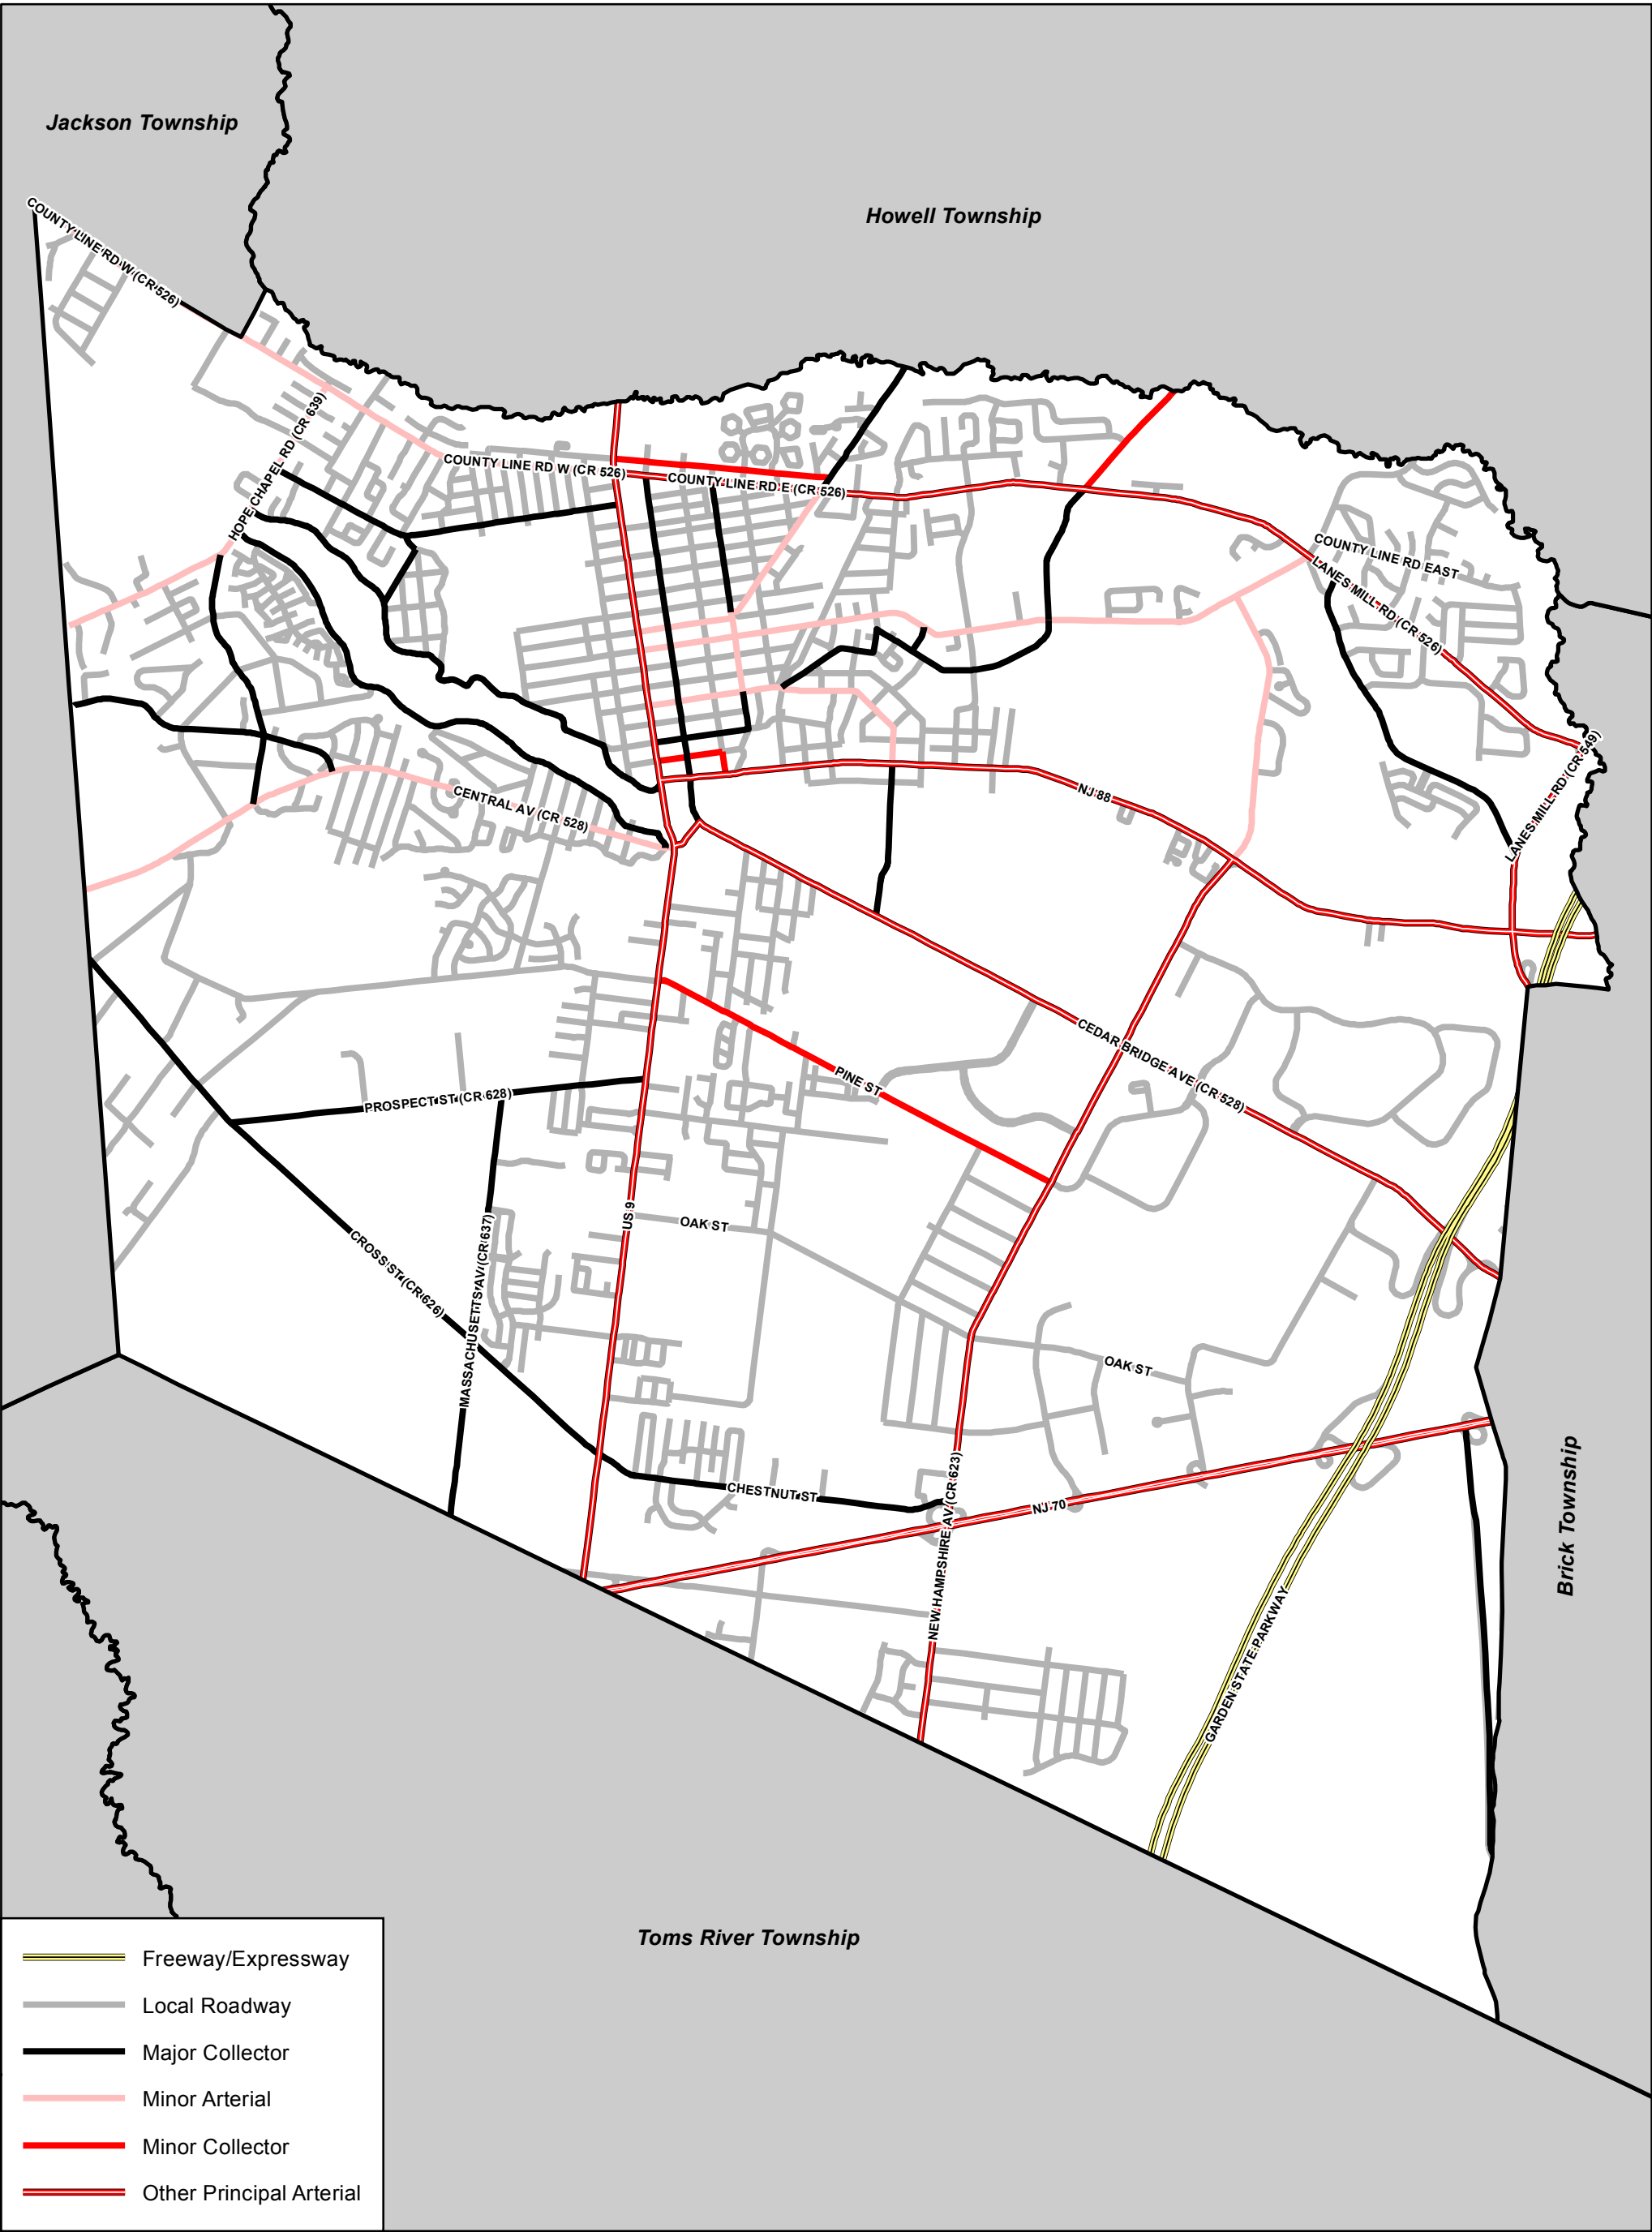 Jackson Township
Howell Township
COUNTY LINE RD W (CR 526)
HOPE CHAPEL RD (CR 639)
COUNTY LINE RD W (CR 526)
COUNTY LINE RD E (CR 526)
COUNTY LINE RD EAST
LANES MILL RD (CR 526)
LANES MILL RD (CR 549)
CENTRAL AV (CR 528)
NJ 88
CEDAR BRIDGE AVE (CR 528)
PINE ST
PROSPECT ST (CR 628)
US 9
OAK ST
CROSS ST (CR 626)
MASSACHUSETTS AV (CR 637)
OAK ST
CHESTNUT ST
NEW HAMPSHIRE AV (CR 623)
NJ 70
GARDEN STATE PARKWAY
Brick Township
Toms River Township
Freeway/Expressway
Local Roadway
Major Collector
Minor Arterial
Minor Collector
Other Principal Arterial